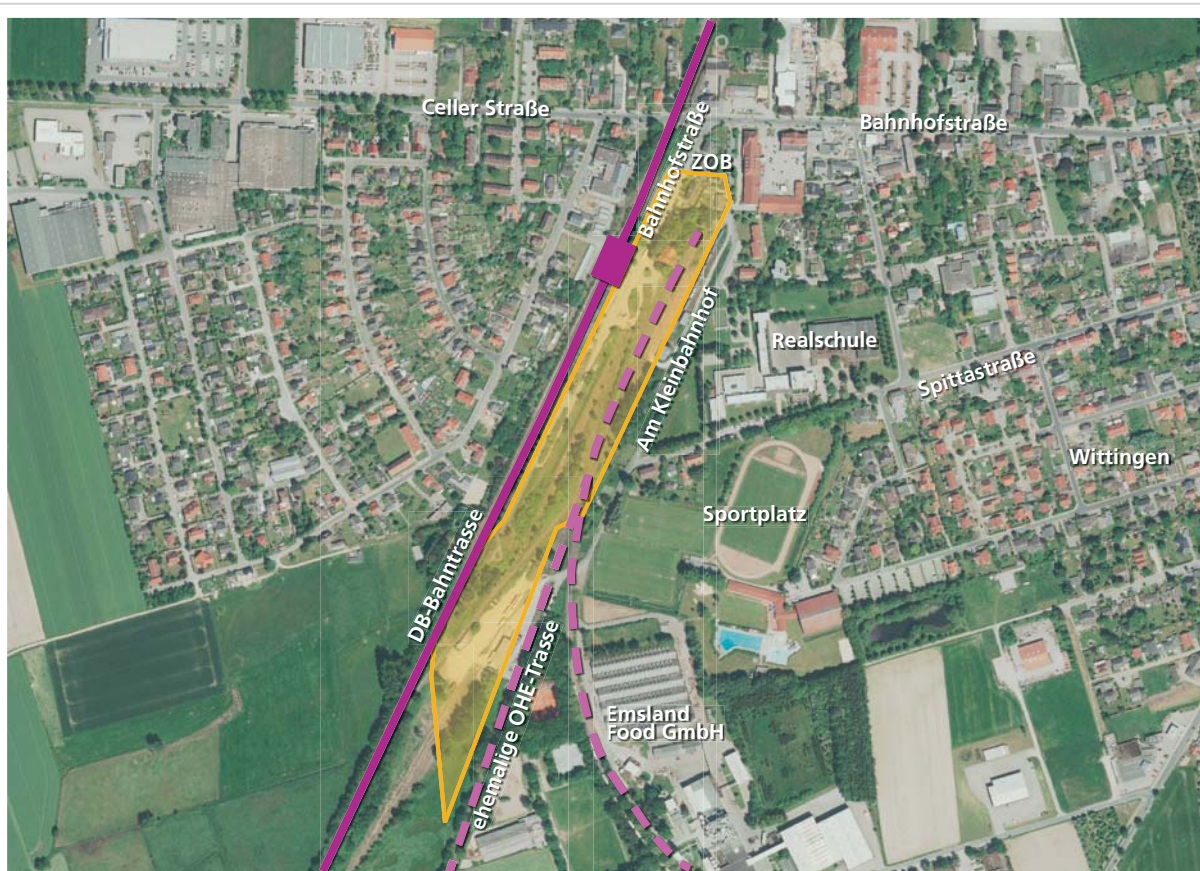 Celler Straße
Bahnhofstraße
Bahnhofstraße
ZOB
Am Kleinbahnhof
Realschule
Spittastraße
Wittingen
Sportplatz
DB-Bahntrasse
ehemalige OHE-Trasse
Emsland
Food GmbH